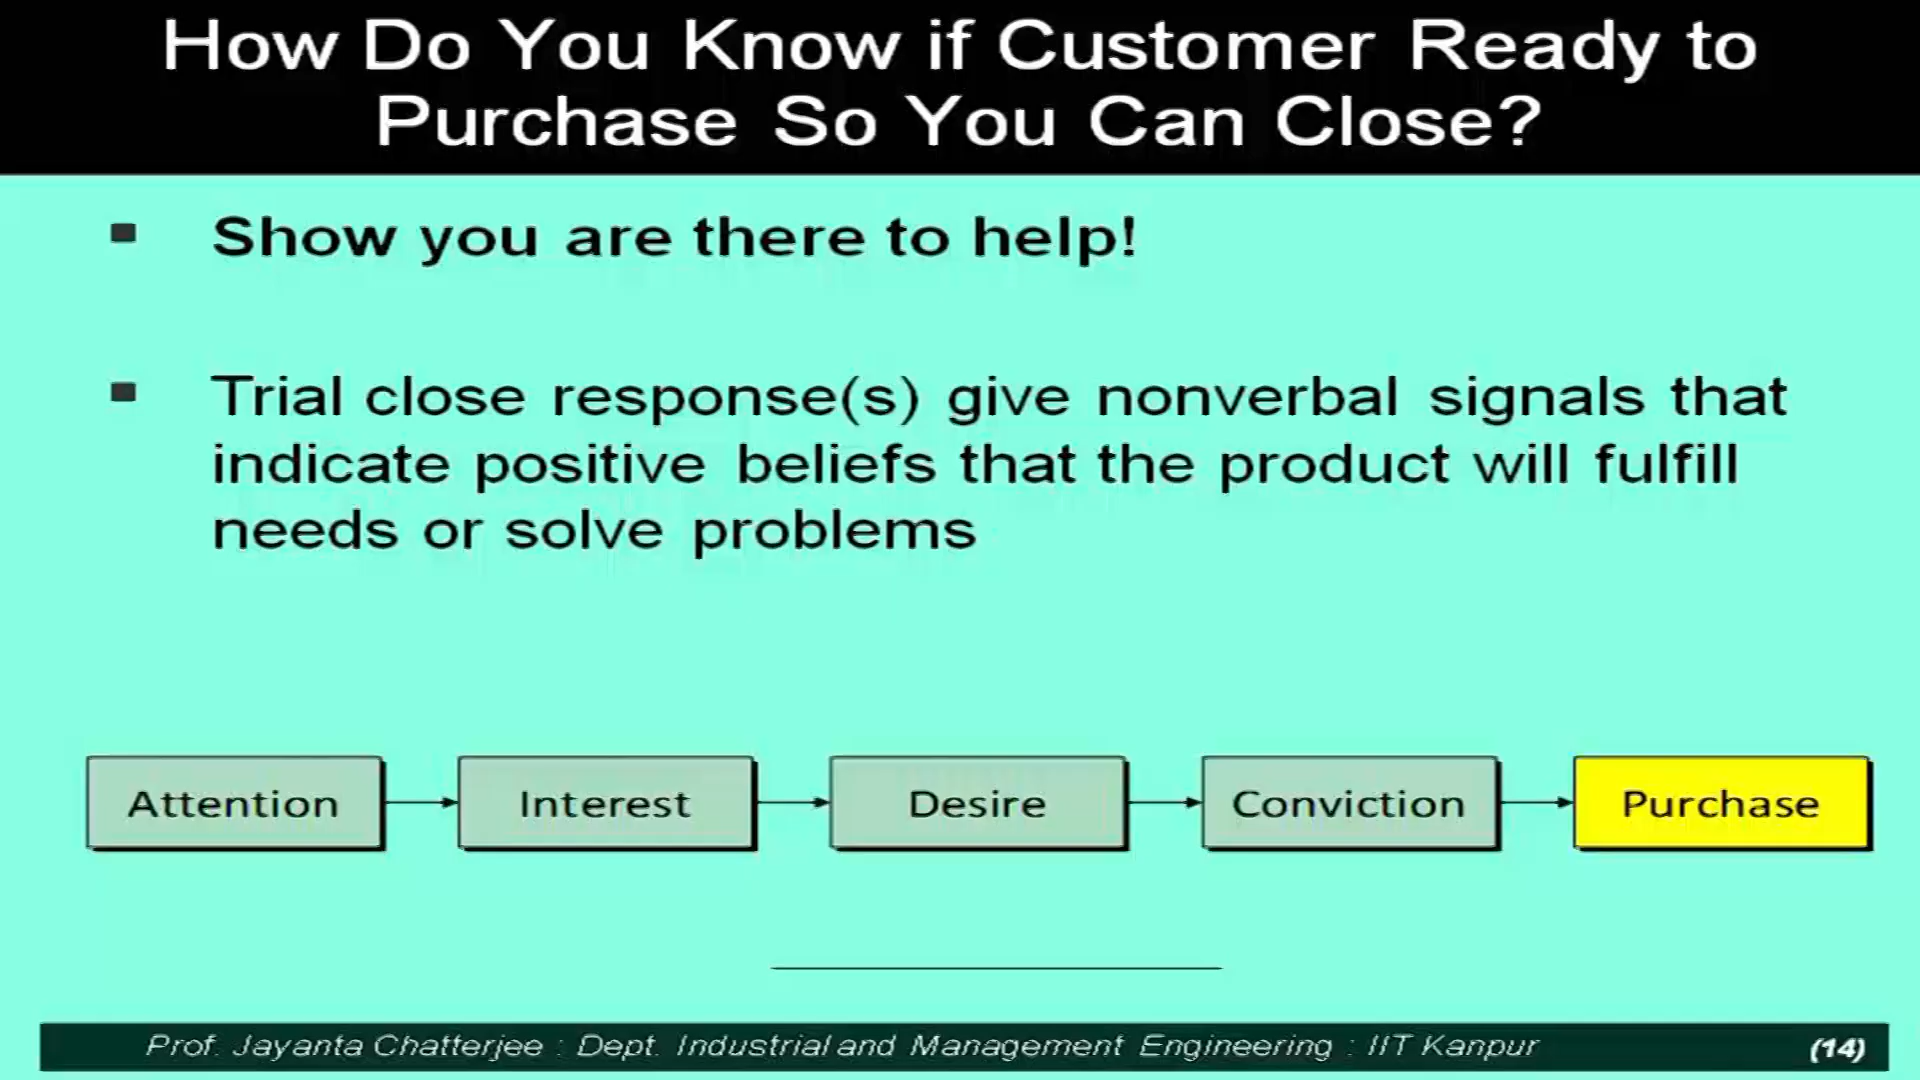 How Do You Know if Customer Ready to
Purchase So You Can Close?
Show you are there to help!
Trial close response(s) give nonverbal signals that
indicate positive beliefs that the product will fulfill
needs or solve problems
Attention
Interest
Desire
Conviction
Purchase
Prof. Jayanta Chatterjee : Dept. Industrial and Management Engineering : IIT Kanpur
(14)